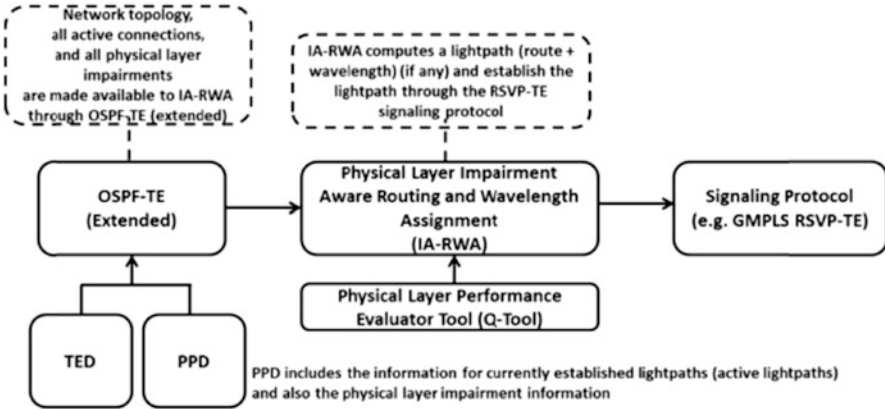 Network topology,
all active connections,
and all physical layer
impairments
are made available to IA-RWA
through OSPF-TE (extended)
IA-RWA computes a lightpath (route +
wavelength) (if any) and establish the
lightpath through the RSVP-TE
signaling protocol
OSPF-TE
(Extended)
Physical Layer Impairment
Aware Routing and Wavelength
Assignment
(IA-RWA)
Signaling Protocol
(e.g. GMPLS RSVP-TE)
Physical Layer Performance
Evaluator Tool (Q-Tool)
TED
PPD
PPD includes the information for currently established lightpaths (active lightpaths)
and also the physical layer impairment information